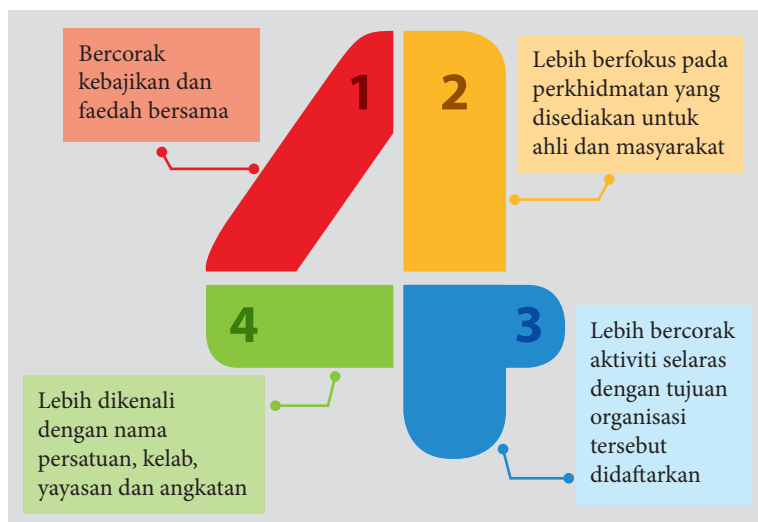 1
Bercorak
kebajikan dan
faedah bersama
2
Lebih berfokus pada
perkhidmatan yang
disediakan untuk
ahli dan masyarakat
3
Lebih bercorak
aktiviti selaras
dengan tujuan
organisasi
tersebut
didaftarkan
4
Lebih dikenali
dengan nama
persatuan, kelab,
yayasan dan angkatan